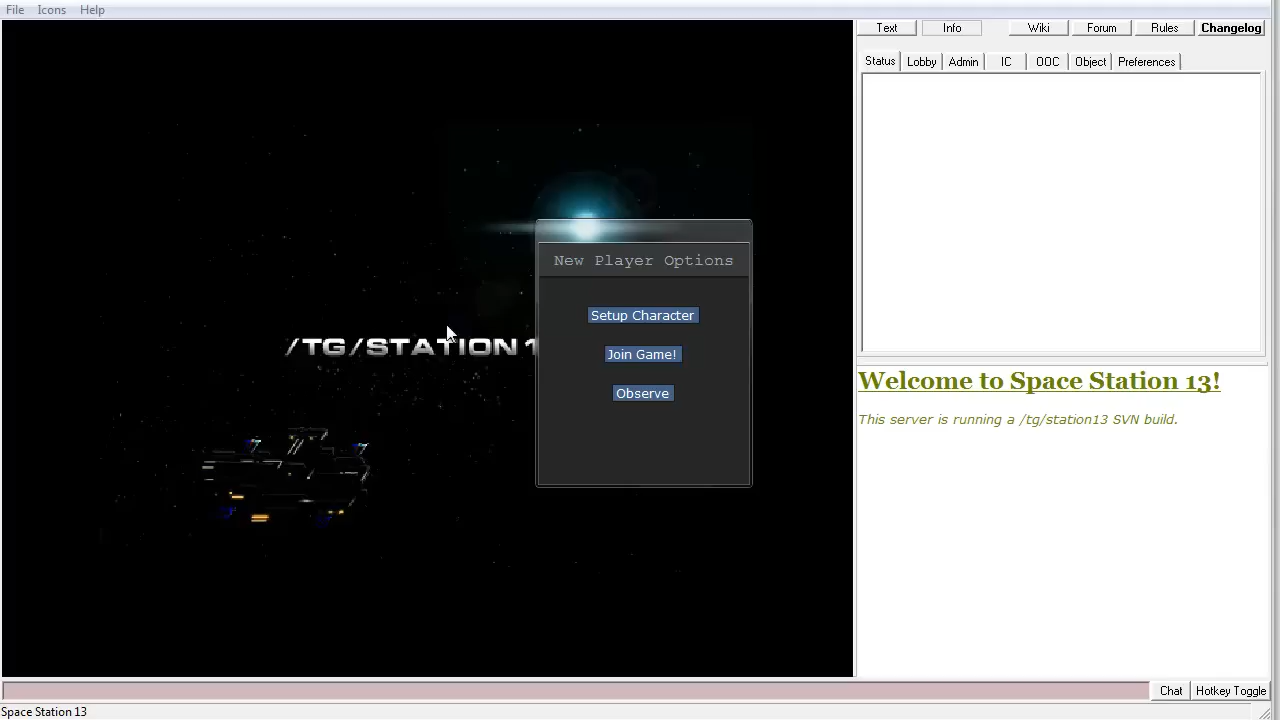 File Icons Help
Text Info Wiki Forum Rules Changelog
Status Lobby Admin IC OOC Object Preferences
New Player Options
Setup Character
Join Game!
Observe
/TG/STATION 1
Welcome to Space Station 13!
This server is running a /tg/station13 SVN build.
Chat Hotkey Toggle
Space Station 13